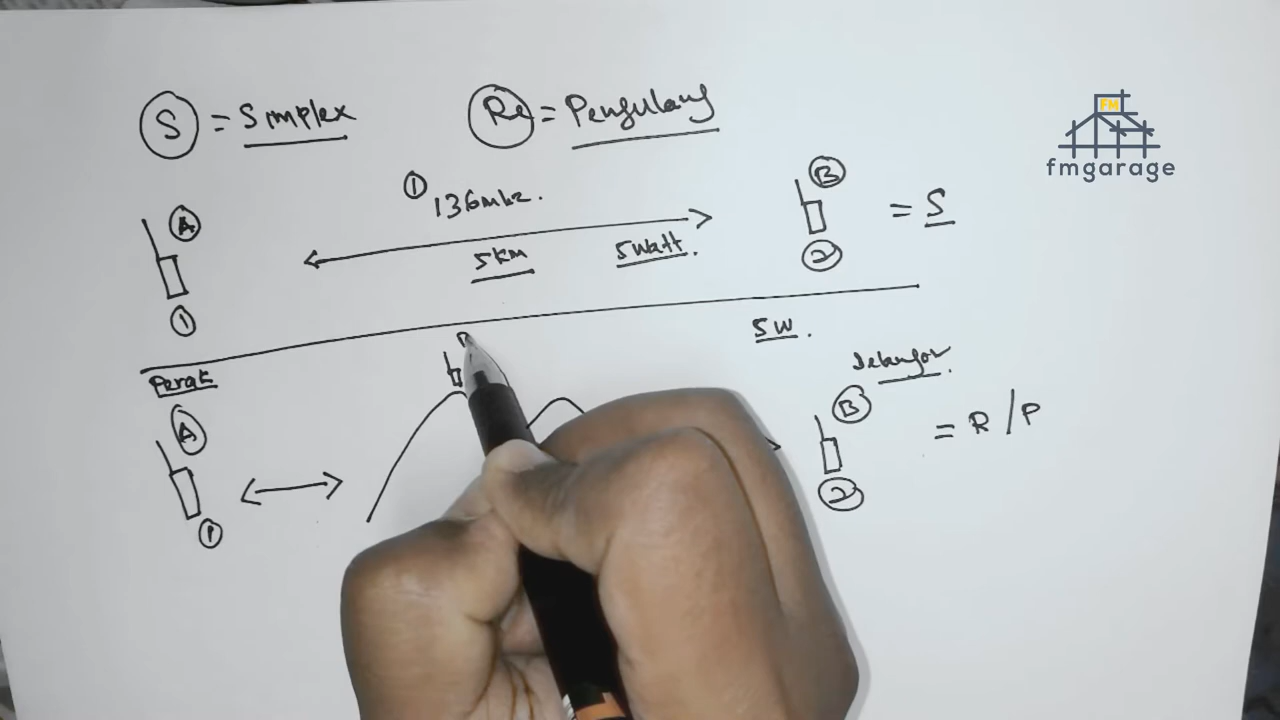 S = Simplex
Re = Pengulang
FM
fmgarage
1 136mhz.
A
B
5km
5watt.
= S
1
2
5W.
Perak
Selangor.
A
B
= R/P
1
2